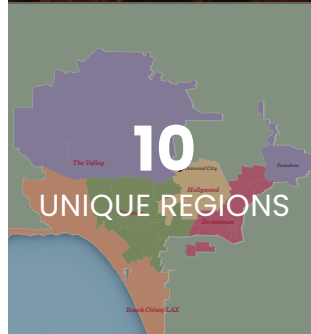 10
The Valley
Universal City
Pasadena
Hollywood
UNIQUE REGIONS
Downtown
Beach Cities/LAX